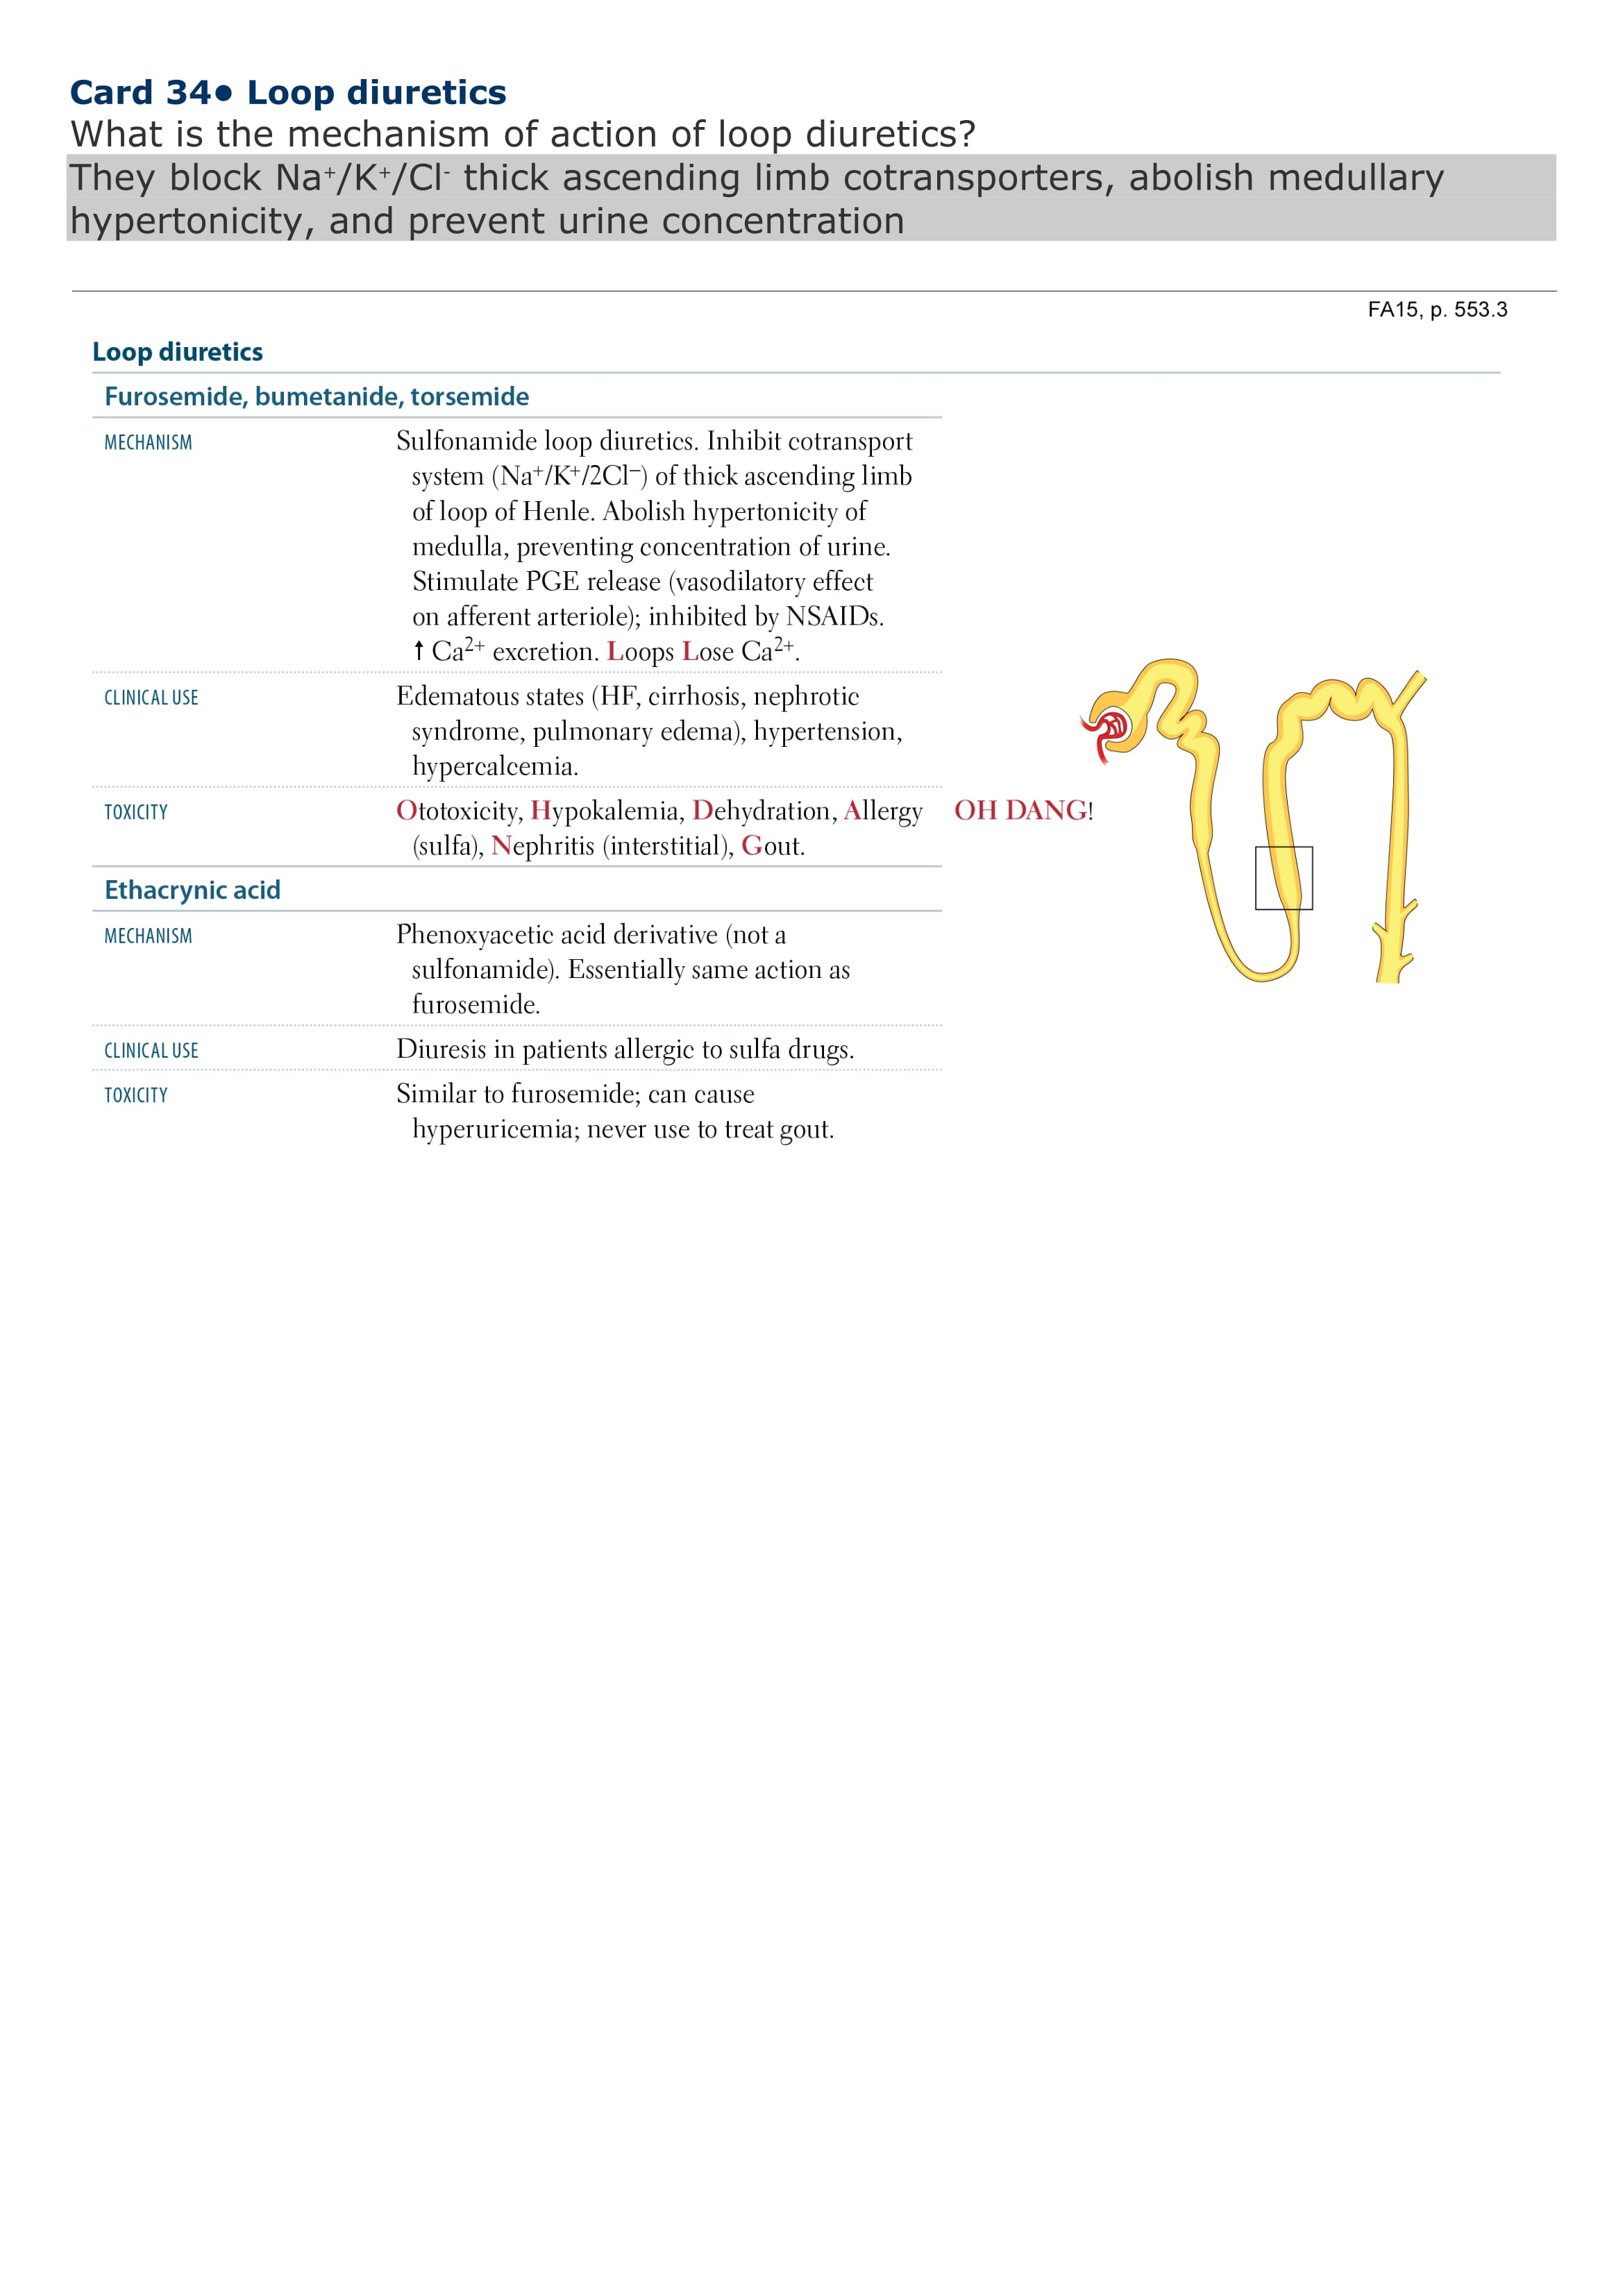 Card 34• Loop diuretics
What is the mechanism of action of loop diuretics?
They block Na⁺/K⁺/Cl⁻ thick ascending limb cotransporters, abolish medullary
hypertonicity, and prevent urine concentration
FA15, p. 553.3
Loop diuretics
Furosemide, bumetanide, torsemide
MECHANISM Sulfonamide loop diuretics. Inhibit cotransport
system (Na⁺/K⁺/2Cl⁻) of thick ascending limb
of loop of Henle. Abolish hypertonicity of
medulla, preventing concentration of urine.
Stimulate PGE release (vasodilatory effect
on afferent arteriole); inhibited by NSAIDs.
↑ Ca²⁺ excretion. Loops Lose Ca²⁺.
CLINICAL USE Edematous states (HF, cirrhosis, nephrotic
syndrome, pulmonary edema), hypertension,
hypercalcemia.
TOXICITY Ototoxicity, Hypokalemia, Dehydration, Allergy OH DANG!
(sulfa), Nephritis (interstitial), Gout.
Ethacrynic acid
MECHANISM Phenoxyacetic acid derivative (not a
sulfonamide). Essentially same action as
furosemide.
CLINICAL USE Diuresis in patients allergic to sulfa drugs.
TOXICITY Similar to furosemide; can cause
hyperuricemia; never use to treat gout.